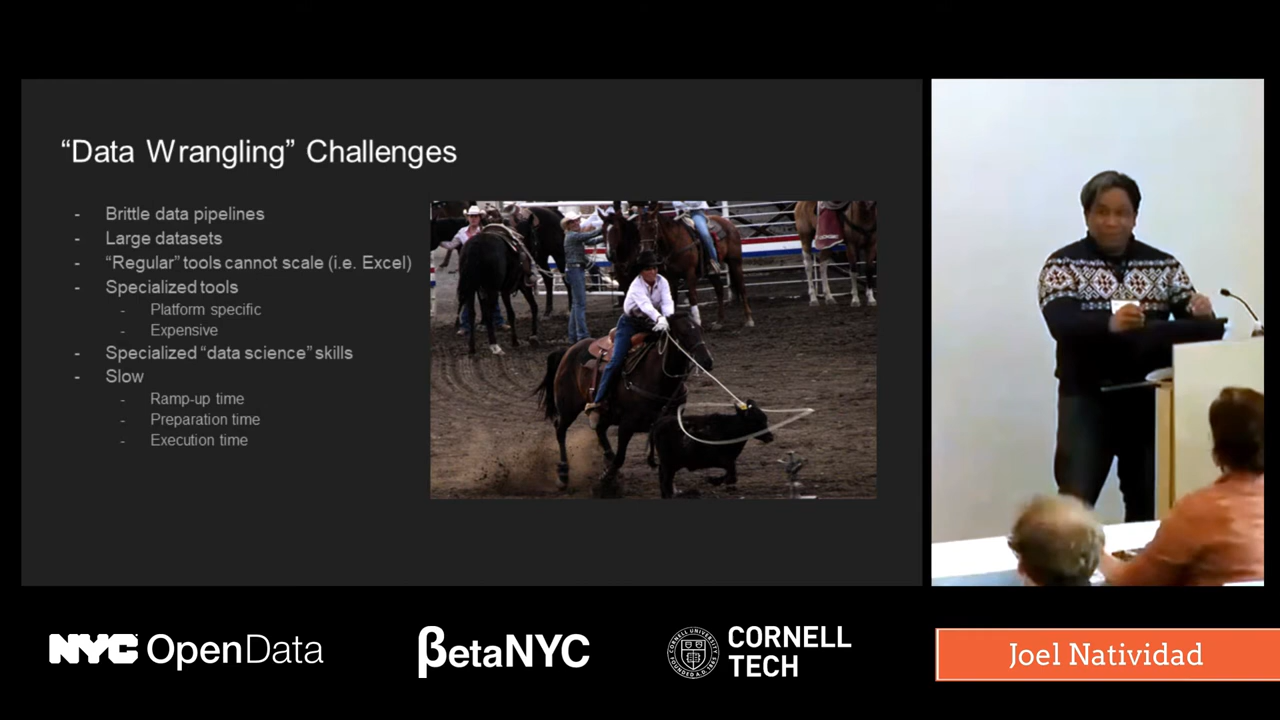 “Data Wrangling” Challenges
- Brittle data pipelines
- Large datasets
- “Regular” tools cannot scale (i.e. Excel)
- Specialized tools
- Platform specific
- Expensive
- Specialized “data science” skills
- Slow
- Ramp-up time
- Preparation time
- Execution time
NYC OpenData
βetaNYC
CORNELL
TECH
Joel Natividad